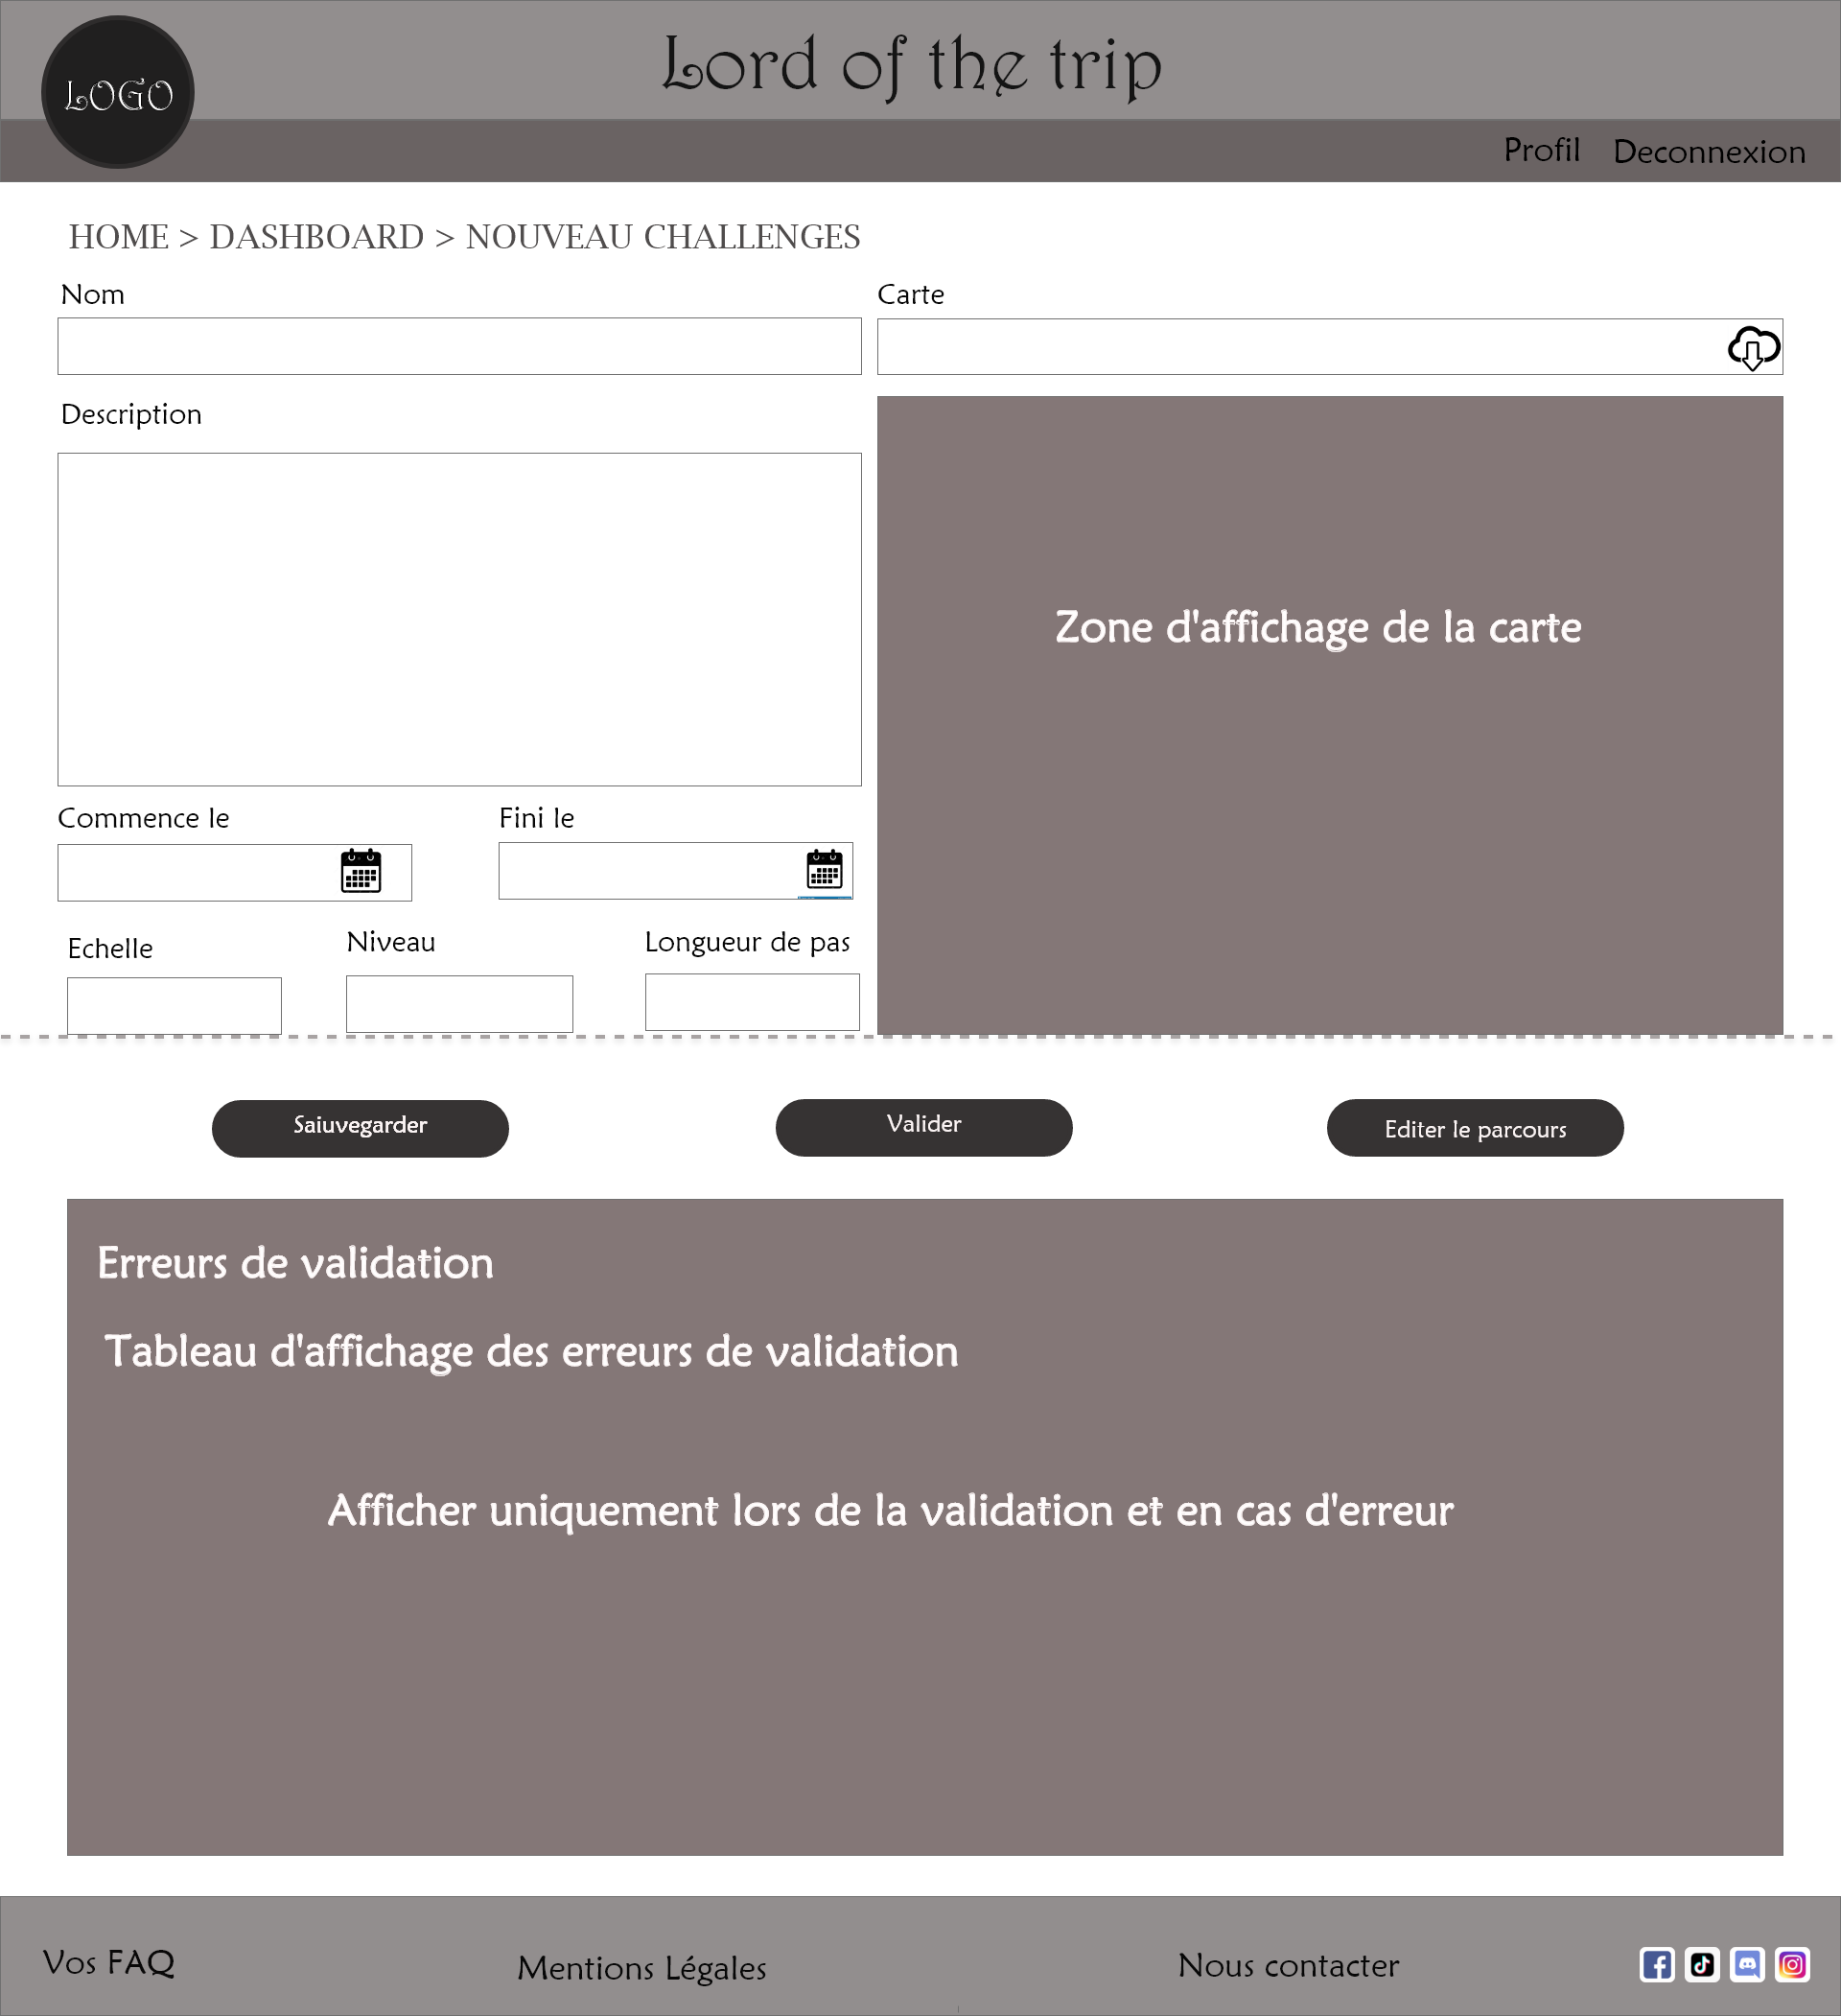 Lord of the trip
LOGO
Profil Deconnexion
HOME > DASHBOARD > NOUVEAU CHALLENGES
Nom
Carte
Description
Zone d'affichage de la carte
Commence le
Fini le
Echelle
Niveau
Longueur de pas
Saiuvegarder
Valider
Editer le parcours
Erreurs de validation
Tableau d'affichage des erreurs de validation
Afficher uniquement lors de la validation et en cas d'erreur
Vos FAQ
Mentions Légales
Nous contacter